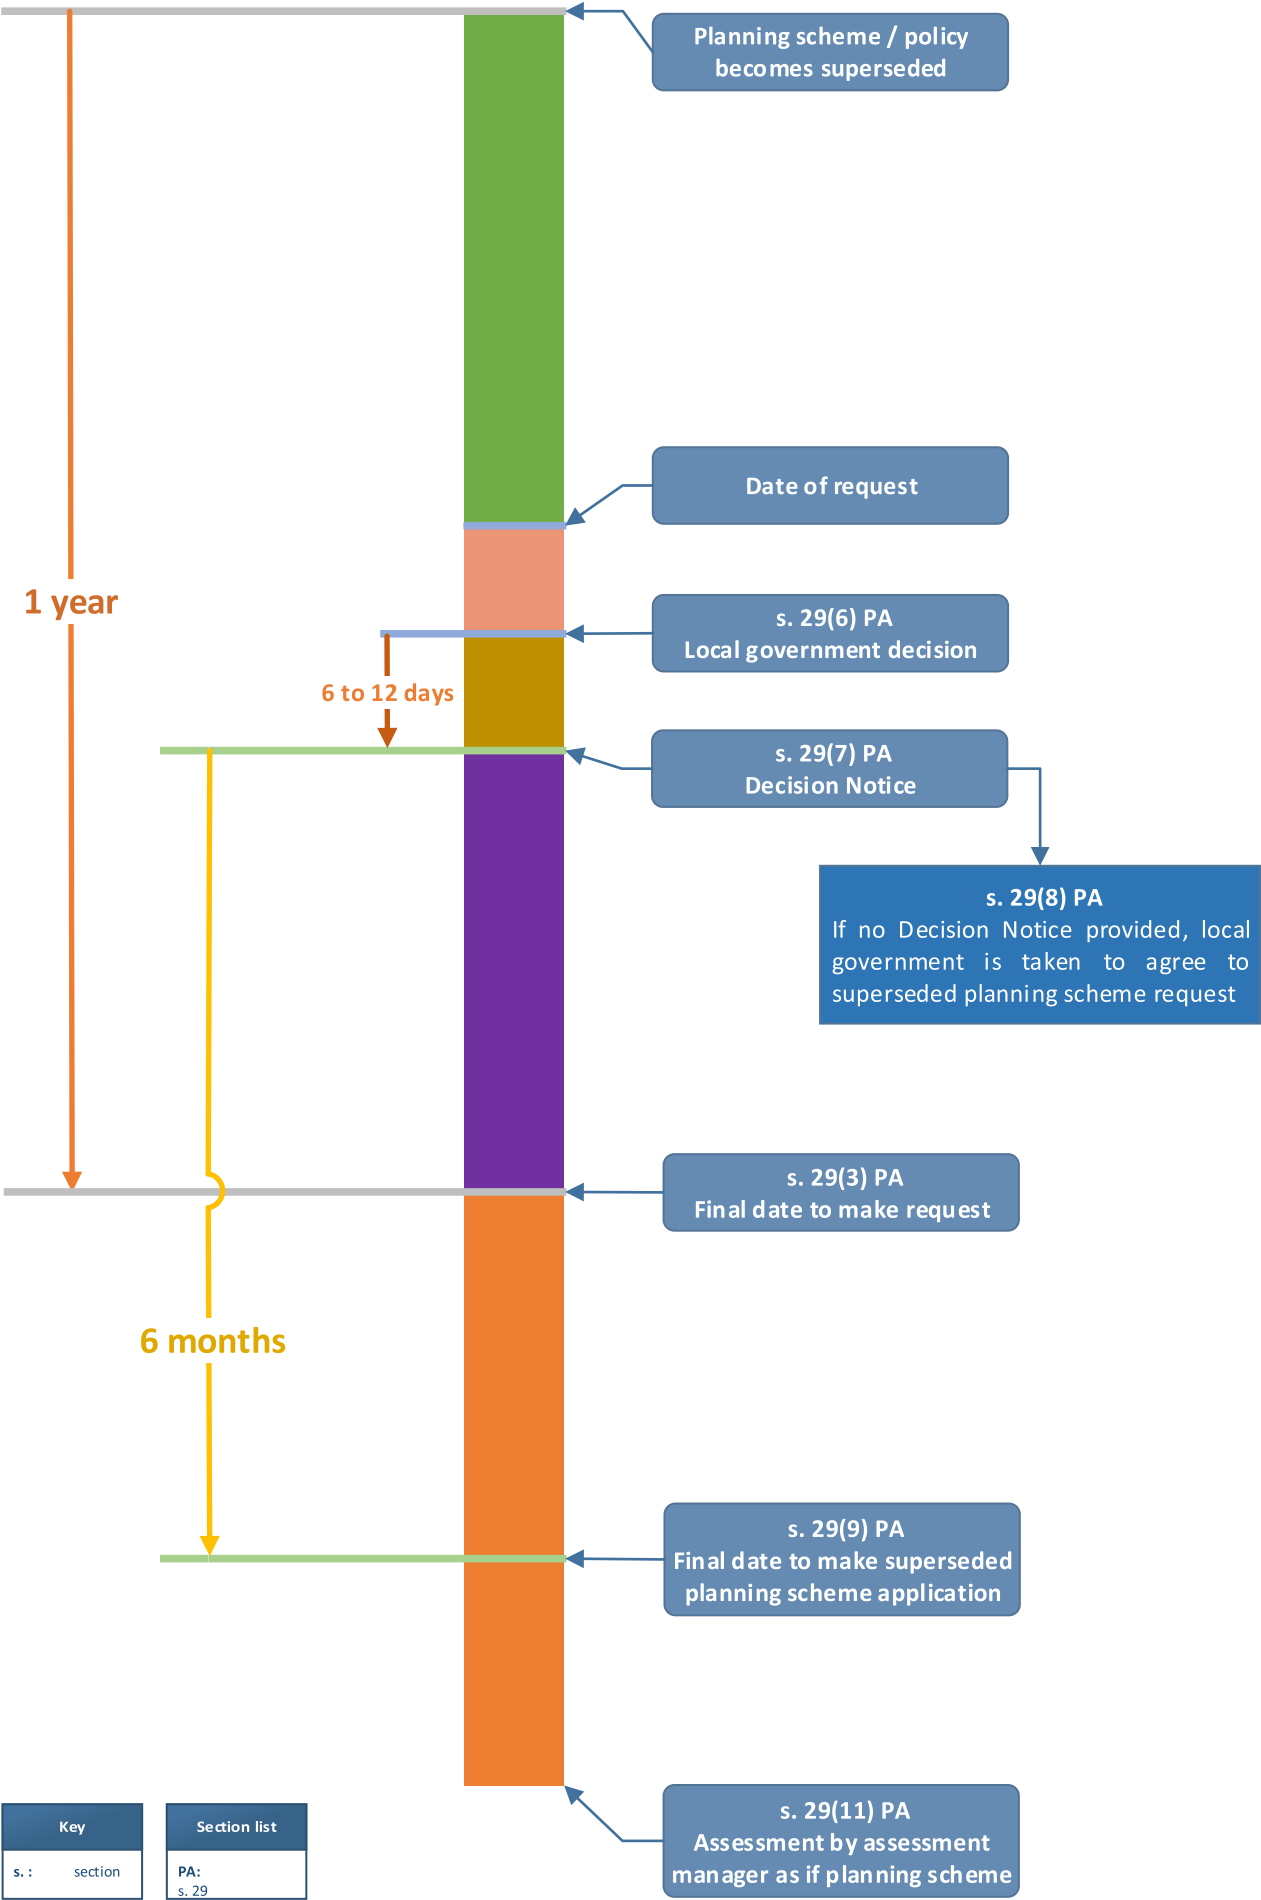 Planning scheme / policy
becomes superseded
Date of request
1 year
s. 29(6) PA
Local government decision
6 to 12 days
s. 29(7) PA
Decision Notice
s. 29(8) PA
If no Decision Notice provided, local
government is taken to agree to
superseded planning scheme request
s. 29(3) PA
Final date to make request
6 months
s. 29(9) PA
Final date to make superseded
planning scheme application
s. 29(11) PA
Assessment by assessment
manager as if planning scheme
Key
s. : section
Section list
PA:
s. 29